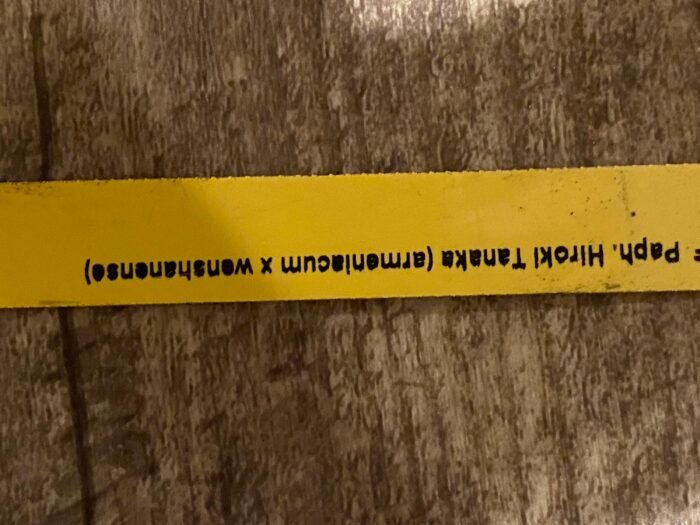 = Paph. Hiroki Tanaka (armeniacum x wenshanense)